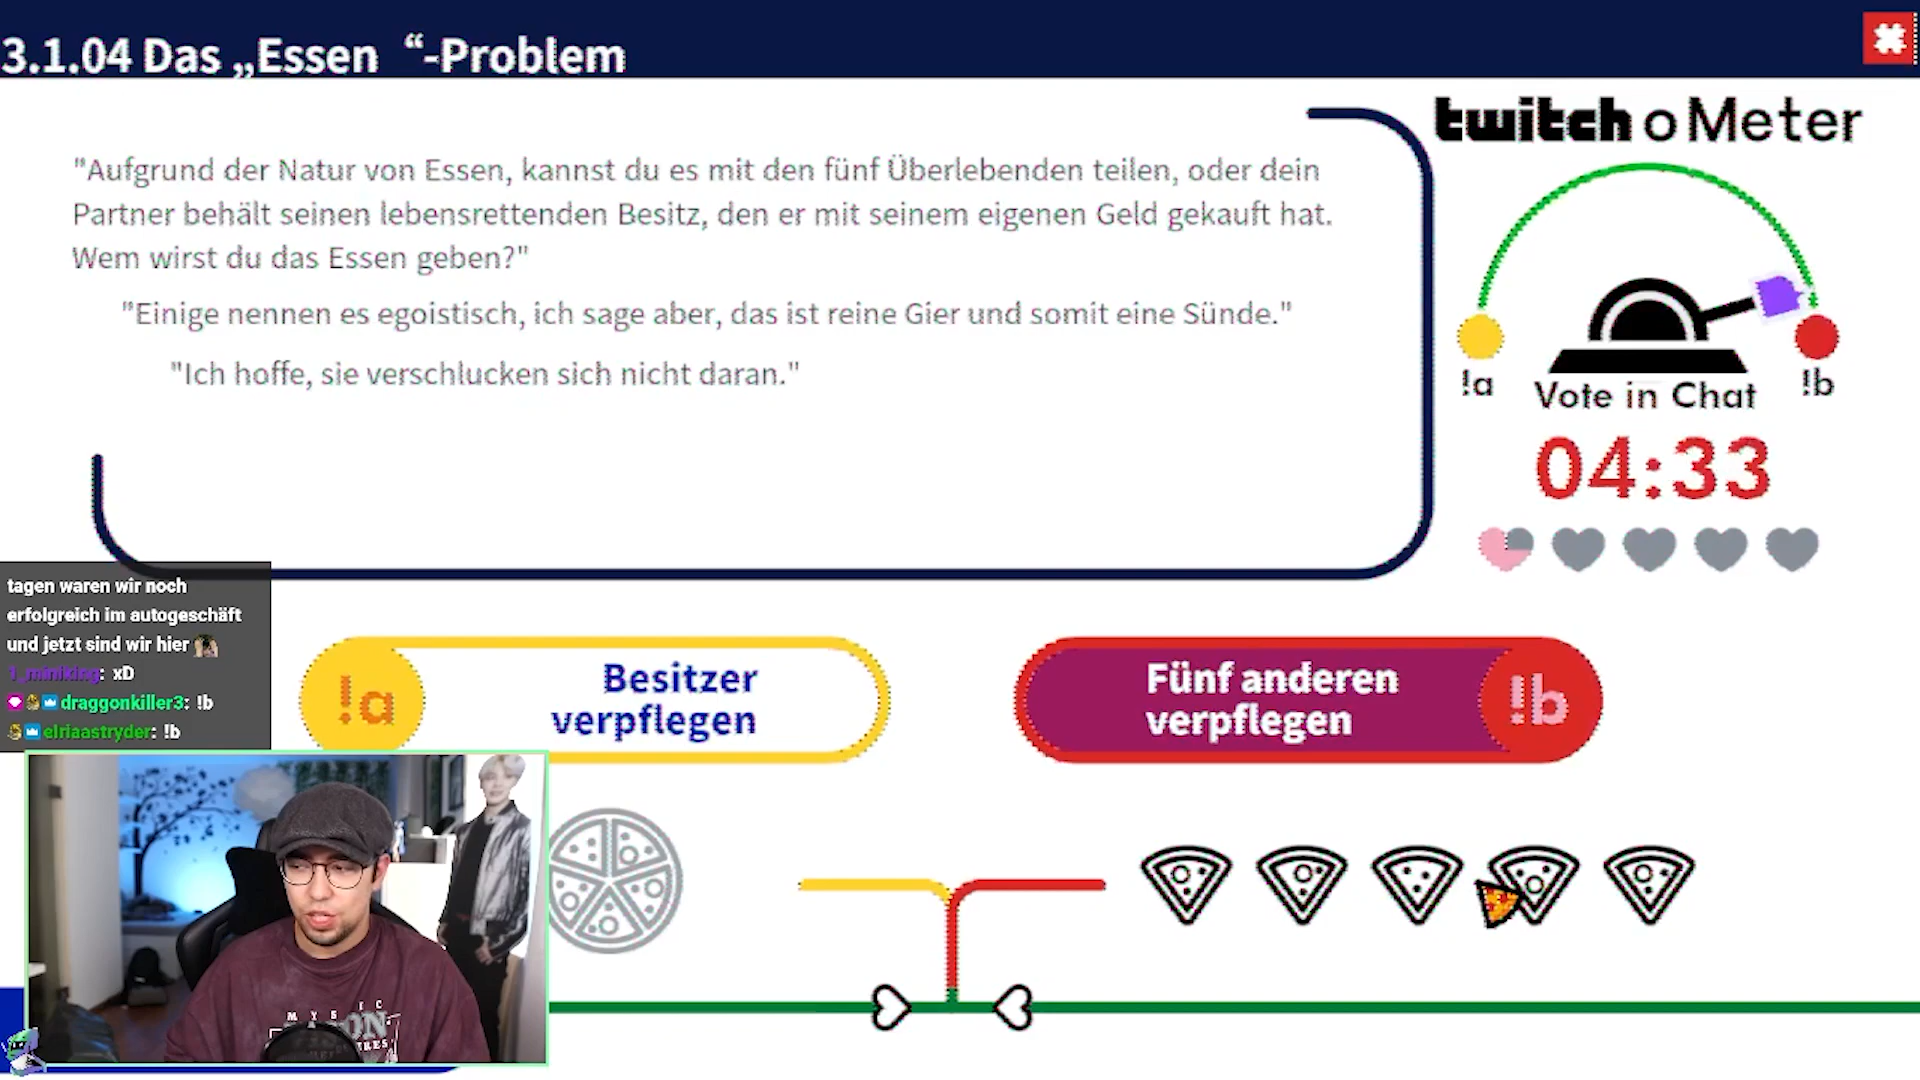 3.1.04 Das „Essen “-Problem
twitch o Meter
"Aufgrund der Natur von Essen, kannst du es mit den fünf Überlebenden teilen, oder dein
Partner behält seinen lebensrettenden Besitz, den er mit seinem eigenen Geld gekauft hat.
Wem wirst du das Essen geben?"
"Einige nennen es egoistisch, ich sage aber, das ist reine Gier und somit eine Sünde."
"Ich hoffe, sie verschlucken sich nicht daran."
!a
Vote in Chat
!b
04:33
tagen waren wir noch
erfolgreich im autogeschäft
und jetzt sind wir hier
1_miniking: xD
draggonkiller3: !b
elriaastryder: !b
!a
Besitzer
verpflegen
Fünf anderen
verpflegen
!b